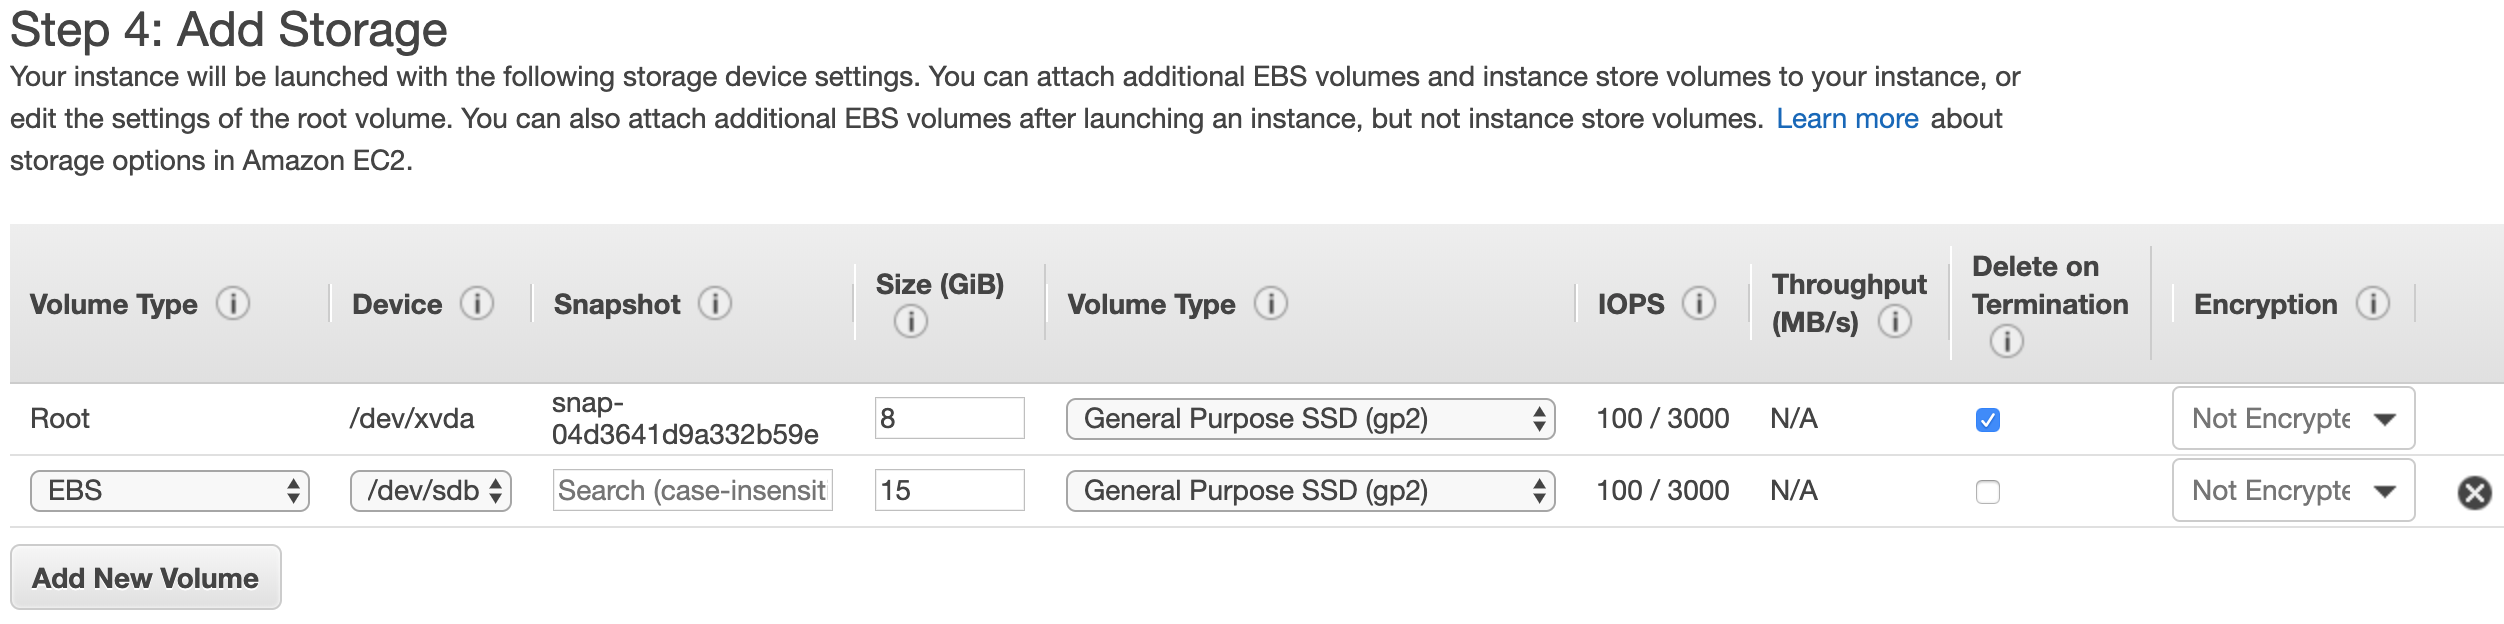 Step 4: Add Storage
Your instance will be launched with the following storage device settings. You can attach additional EBS volumes and instance store volumes to your instance, or
edit the settings of the root volume. You can also attach additional EBS volumes after launching an instance, but not instance store volumes. Learn more about
storage options in Amazon EC2.
Volume Type i Device i Snapshot i Size (GiB) i Volume Type i IOPS i Throughput (MB/s) i Delete on Termination i Encryption i
Root /dev/xvda snap-04d3641d9a332b59e 8 General Purpose SSD (gp2) 100 / 3000 N/A Not Encrypte
EBS /dev/sdb Search (case-insensit 15 General Purpose SSD (gp2) 100 / 3000 N/A Not Encrypte
Add New Volume